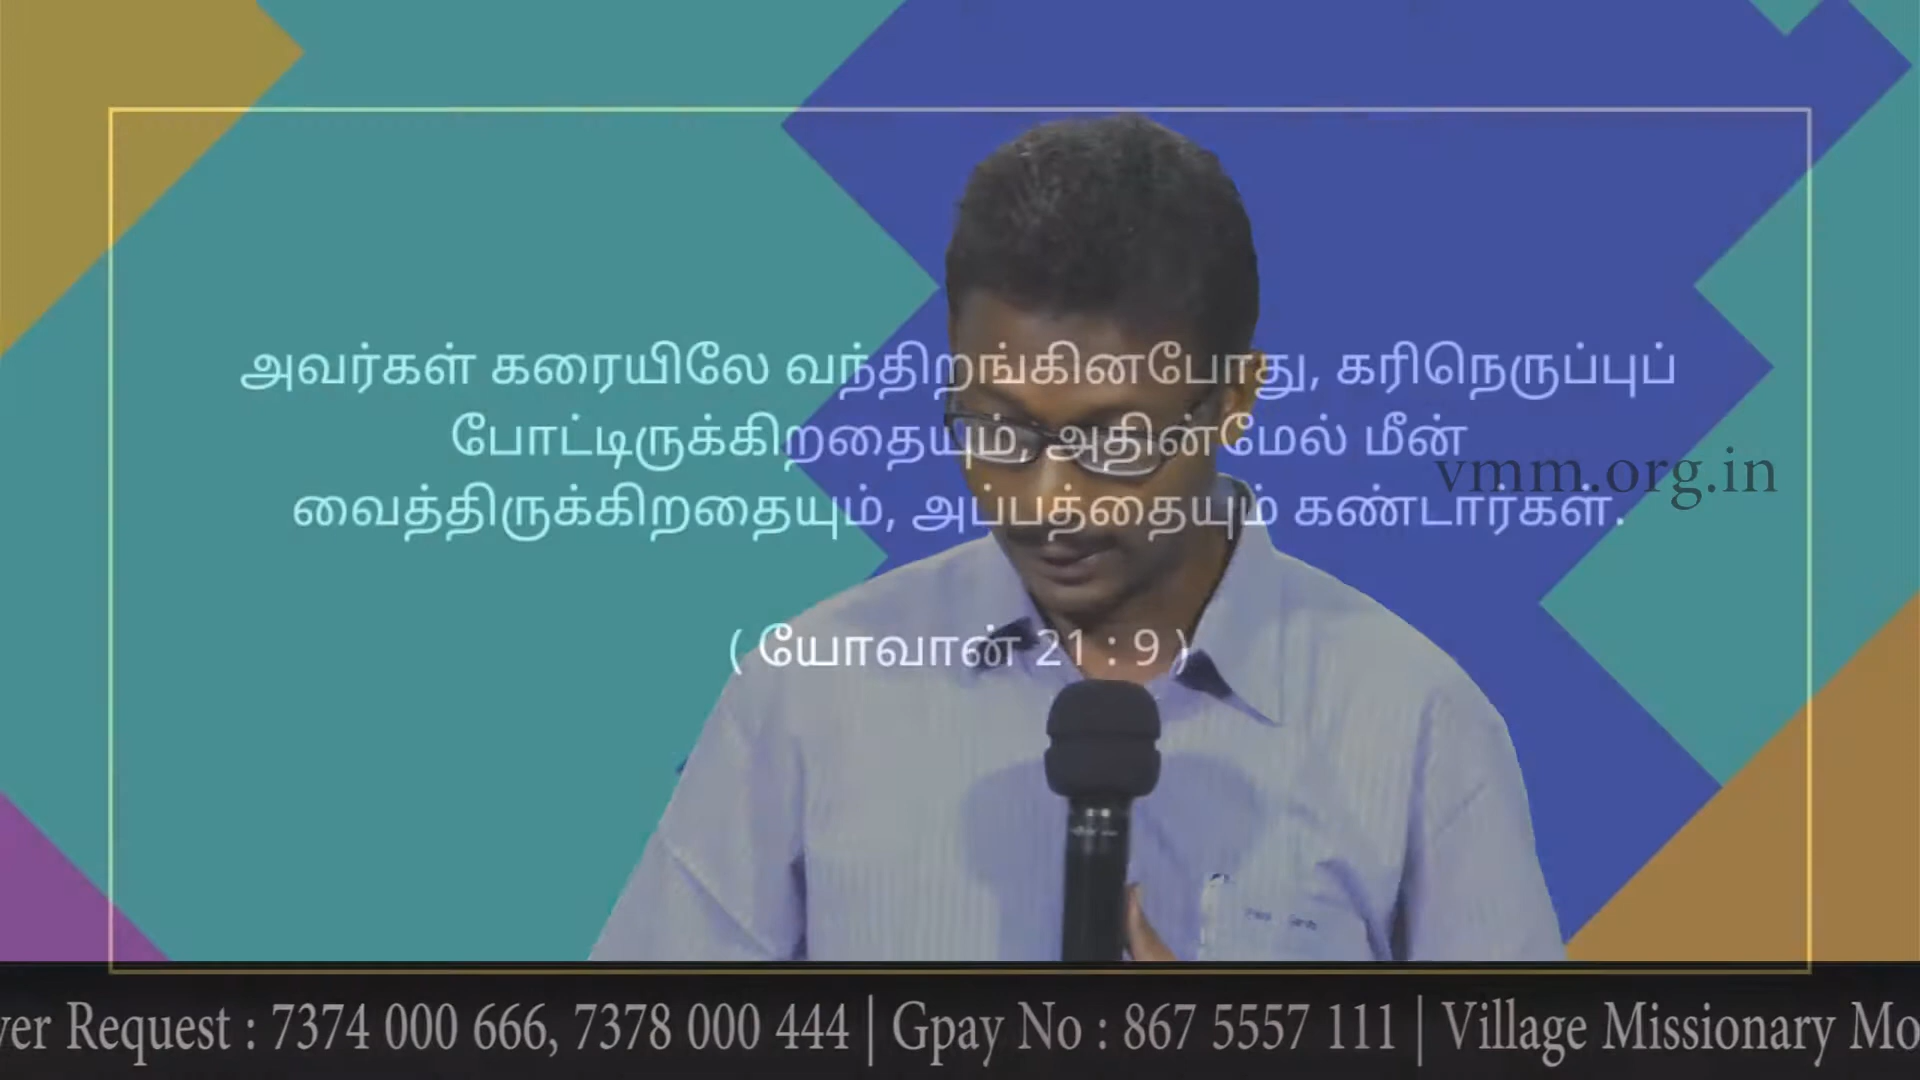 அவர்கள் கரையிலே வந்திறங்கினபோது, கரிநெருப்புப்
போட்டிருக்கிறதையும், அதின்மேல் மீன்
vmm.org.in
வைத்திருக்கிறதையும், அப்பத்தையும் கண்டார்கள்.
( யோவான் 21 : 9 )
yer Request : 7374 000 666, 7378 000 444 | Gpay No : 867 5557 111 | Village Missionary Mo